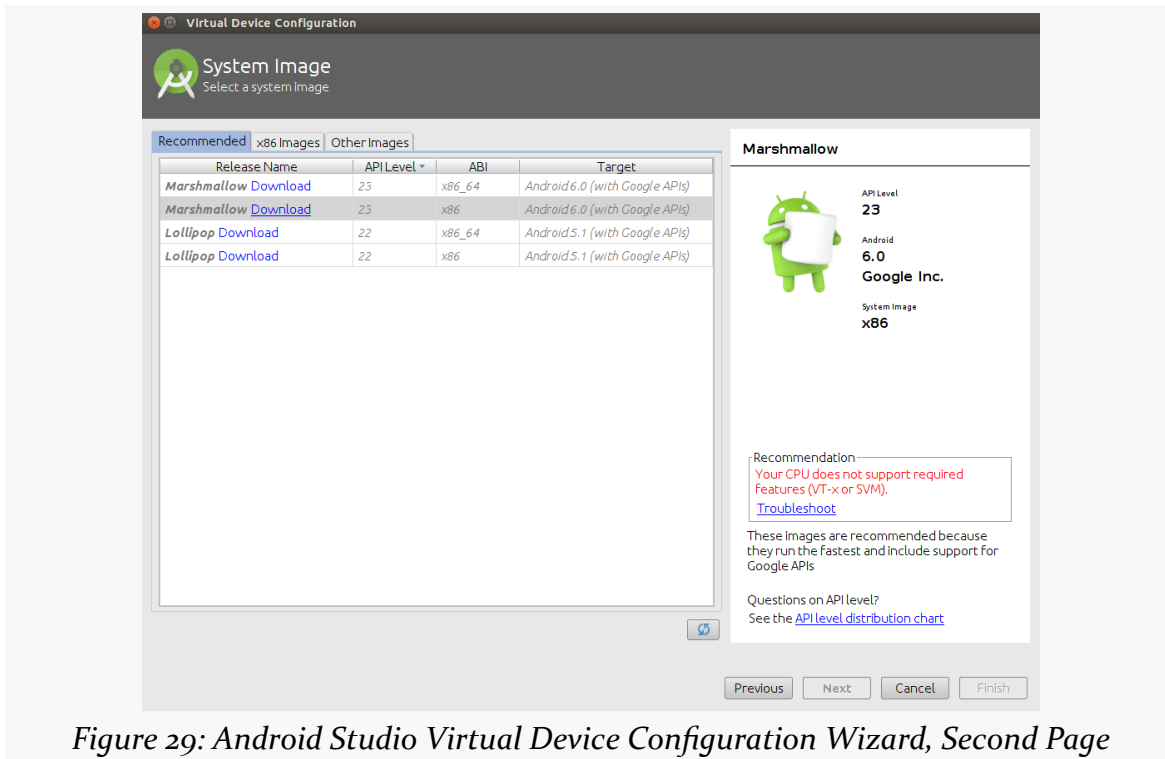 Virtual Device Configuration
System Image
Select a system image
Recommended x86 Images Other Images
Release Name API Level ABI Target
Marshmallow Download 23 x86_64 Android 6.0 (with Google APIs)
Marshmallow Download 23 x86 Android 6.0 (with Google APIs)
Lollipop Download 22 x86_64 Android 5.1 (with Google APIs)
Lollipop Download 22 x86 Android 5.1 (with Google APIs)
Marshmallow
API Level
23
Android
6.0
Google Inc.
System Image
x86
Recommendation
Your CPU does not support required
features (VT-x or SVM).
Troubleshoot
These images are recommended because
they run the fastest and include support for
Google APIs
Questions on API level?
See the API level distribution chart
Previous Next Cancel Finish
Figure 29: Android Studio Virtual Device Configuration Wizard, Second Page